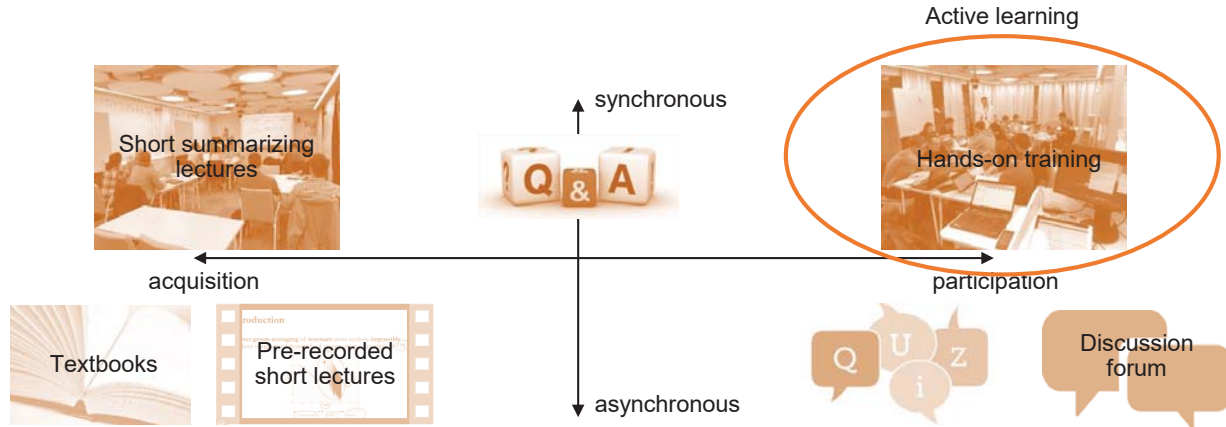 Active learning
synchronous
Short summarizing
lectures
Q & A
Hands-on training
acquisition
participation
Textbooks
roduction
Pre-recorded
short lectures
Q U i Z
Discussion
forum
asynchronous